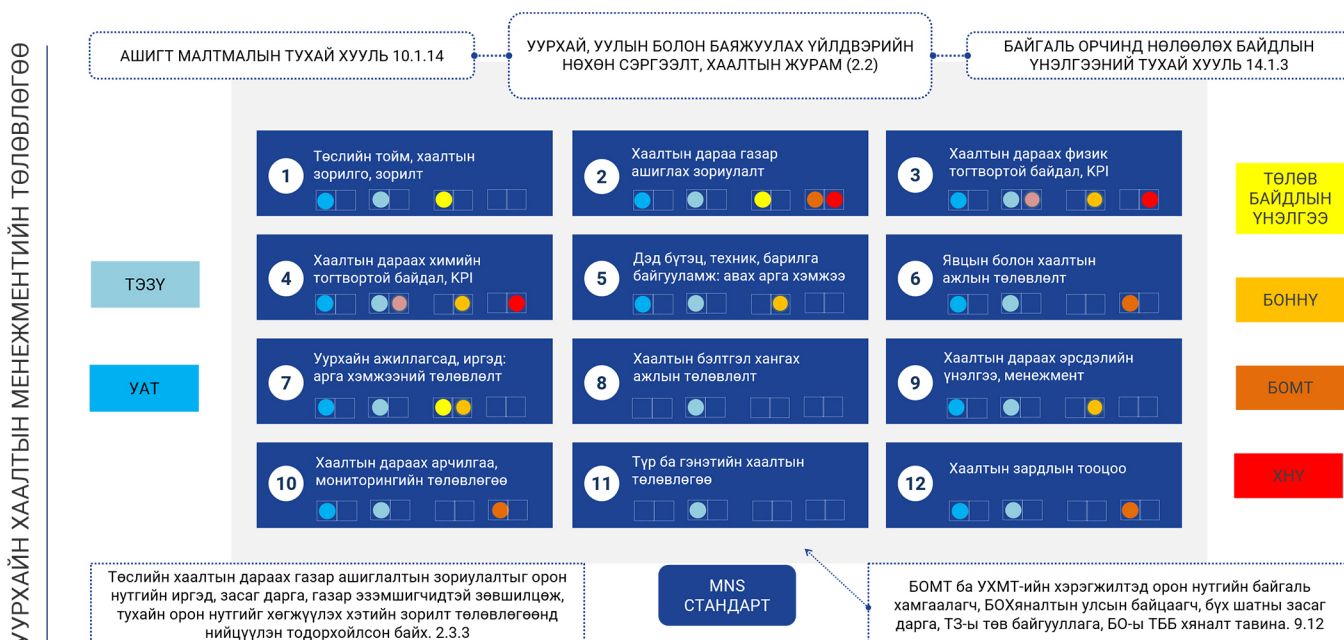 УУРХАЙН ХААЛТЫН МЕНЕЖМЕНТИЙН ТӨЛӨВЛӨГӨӨ
АШИГТ МАЛТМАЛЫН ТУХАЙ ХУУЛЬ 10.1.14
УУРХАЙ, УУЛЫН БОЛОН БАЯЖУУЛАХ ҮЙЛДВЭРИЙН
НӨХӨН СЭРГЭЭЛТ, ХААЛТЫН ЖУРАМ (2.2)
БАЙГАЛЬ ОРЧИНД НӨЛӨӨЛӨХ БАЙДЛЫН
ҮНЭЛГЭЭНИЙ ТУХАЙ ХУУЛЬ 14.1.3
1
Төслийн тойм, хаалтын
зорилго, зорилт
2
Хаалтын дараа газар
ашиглах зориулалт
3
Хаалтын дараах физик
тогтвортой байдал, KPI
4
Хаалтын дараах химийн
тогтвортой байдал, KPI
5
Дэд бүтэц, техник, барилга
байгууламж: авах арга хэмжээ
6
Явцын болон хаалтын
ажлын төлөвлөлт
7
Уурхайн ажиллагсад, иргэд:
арга хэмжээний төлөвлөлт
8
Хаалтын бэлтгэл хангах
ажлын төлөвлөлт
9
Хаалтын дараах эрсдэлийн
үнэлгээ, менежмент
10
Хаалтын дараах арчилгаа,
мониторингийн төлөвлөгөө
11
Түр ба гэнэтийн хаалтын
төлөвлөгөө
12
Хаалтын зардлын тооцоо
ТЭЗҮ
УАТ
ТӨЛӨВ
БАЙДЛЫН
ҮНЭЛГЭЭ
БОННҮ
БОМТ
ХНҮ
Төслийн хаалтын дараах газар ашиглалтын зориулалтыг орон
нутгийн иргэд, засаг дарга, газар эзэмшигчидтэй зөвшилцөж,
тухайн орон нутгийг хөгжүүлэх хэтийн зорилт төлөвлөгөөнд
нийцүүлэн тодорхойлсон байх. 2.3.3
MNS
СТАНДАРТ
БОМТ ба УХМТ-ийн хэрэгжилтэд орон нутгийн байгаль
хамгаалагч, БОХяналтын улсын байцаагч, бүх шатны засаг
дарга, ТЗ-ы төв байгууллага, БО-ы ТББ хяналт тавина. 9.12